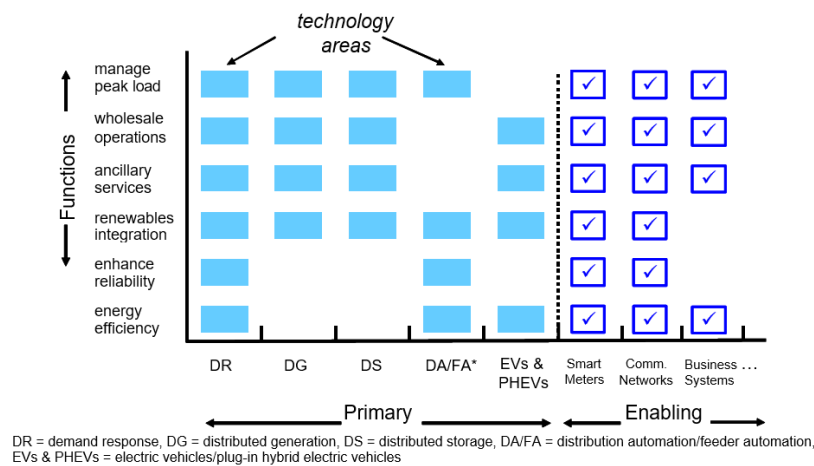 technology
areas
Functions
manage
peak load
wholesale
operations
ancillary
services
renewables
integration
enhance
reliability
energy
efficiency
DR
DG
DS
DA/FA*
EVs &
PHEVs
Smart
Meters
Comm.
Networks
Business ...
Systems
Primary
Enabling
DR = demand response, DG = distributed generation, DS = distributed storage, DA/FA = distribution automation/feeder automation,
EVs & PHEVs = electric vehicles/plug-in hybrid electric vehicles